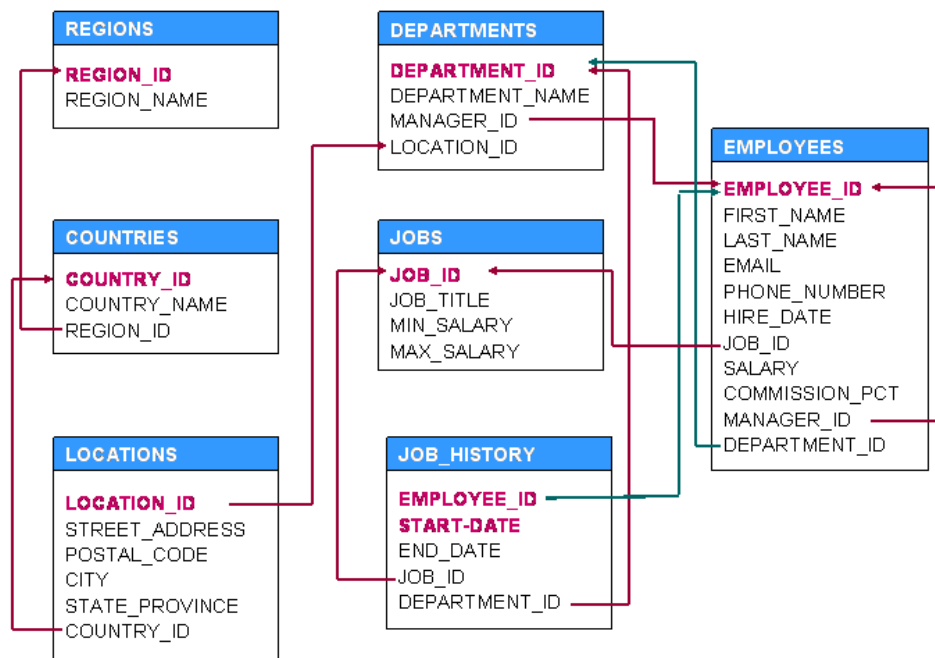 REGIONS
REGION_ID
REGION_NAME
DEPARTMENTS
DEPARTMENT_ID
DEPARTMENT_NAME
MANAGER_ID
LOCATION_ID
EMPLOYEES
EMPLOYEE_ID
FIRST_NAME
LAST_NAME
EMAIL
PHONE_NUMBER
HIRE_DATE
JOB_ID
SALARY
COMMISSION_PCT
MANAGER_ID
DEPARTMENT_ID
COUNTRIES
COUNTRY_ID
COUNTRY_NAME
REGION_ID
JOBS
JOB_ID
JOB_TITLE
MIN_SALARY
MAX_SALARY
LOCATIONS
LOCATION_ID
STREET_ADDRESS
POSTAL_CODE
CITY
STATE_PROVINCE
COUNTRY_ID
JOB_HISTORY
EMPLOYEE_ID
START-DATE
END_DATE
JOB_ID
DEPARTMENT_ID